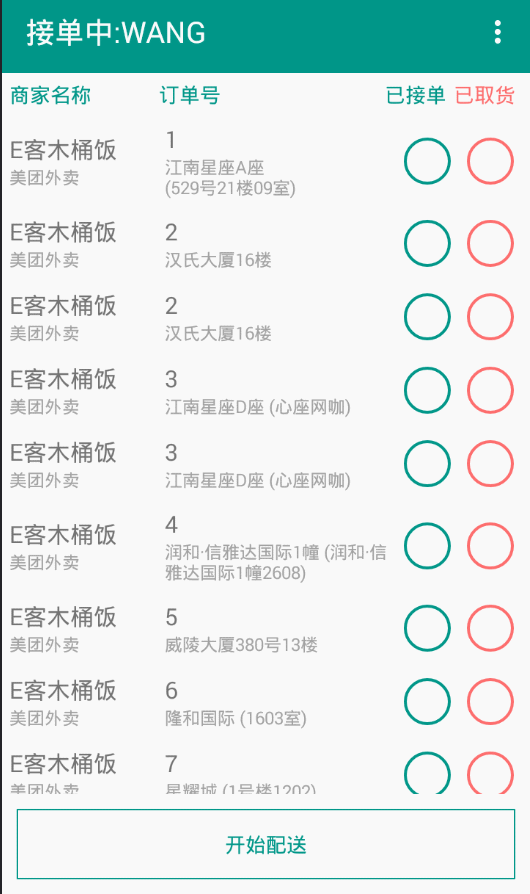 接单中:WANG
商家名称 订单号 已接单 已取货
E客木桶饭 1
美团外卖 江南星座A座
(529号21楼09室)
E客木桶饭 2
美团外卖 汉氏大厦16楼
E客木桶饭 2
美团外卖 汉氏大厦16楼
E客木桶饭 3
美团外卖 江南星座D座 (心座网咖)
E客木桶饭 3
美团外卖 江南星座D座 (心座网咖)
E客木桶饭 4
美团外卖 润和·信雅达国际1幢 (润和·信
雅达国际1幢2608)
E客木桶饭 5
美团外卖 威陵大厦380号13楼
E客木桶饭 6
美团外卖 隆和国际 (1603室)
E客木桶饭 7
美团外卖 星耀城 (1号楼1202)
开始配送